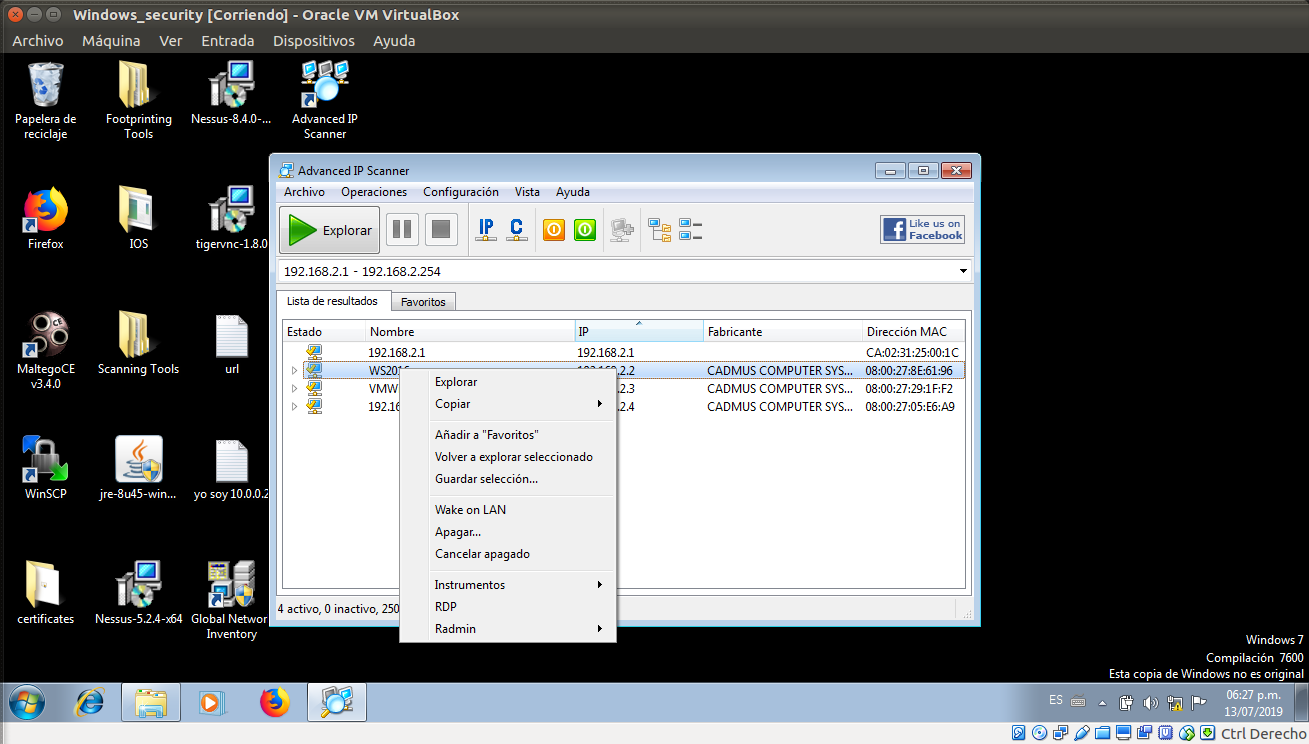 Windows_security [Corriendo] - Oracle VM VirtualBox
Archivo Máquina Ver Entrada Dispositivos Ayuda
Papelera de reciclaje
Footprinting Tools
Nessus-8.4.0-...
Advanced IP Scanner
Firefox
IOS
tigervnc-1.8.0
MaltegoCE v3.4.0
Scanning Tools
url
WinSCP
jre-8u45-win...
yo soy 10.0.0.2
certificates
Nessus-5.2.4-x64
Global Networ
Inventory
Advanced IP Scanner
Archivo Operaciones Configuración Vista Ayuda
Explorar
IP C
Like us on
Facebook
192.168.2.1 - 192.168.2.254
Lista de resultados Favoritos
Estado Nombre IP Fabricante Dirección MAC
192.168.2.1 192.168.2.1 CA:02:31:25:00:1C
WS2016 .2.2 CADMUS COMPUTER SYS... 08:00:27:8E:61:96
VMW .2.3 CADMUS COMPUTER SYS... 08:00:27:29:1F:F2
192.16 .2.4 CADMUS COMPUTER SYS... 08:00:27:05:E6:A9
Explorar
Copiar
Añadir a "Favoritos"
Volver a explorar seleccionado
Guardar selección...
Wake on LAN
Apagar...
Cancelar apagado
Instrumentos
RDP
Radmin
4 activo, 0 inactivo, 250
Windows 7
Compilación 7600
Esta copia de Windows no es original
ES
06:27 p.m.
13/07/2019
Ctrl Derecho